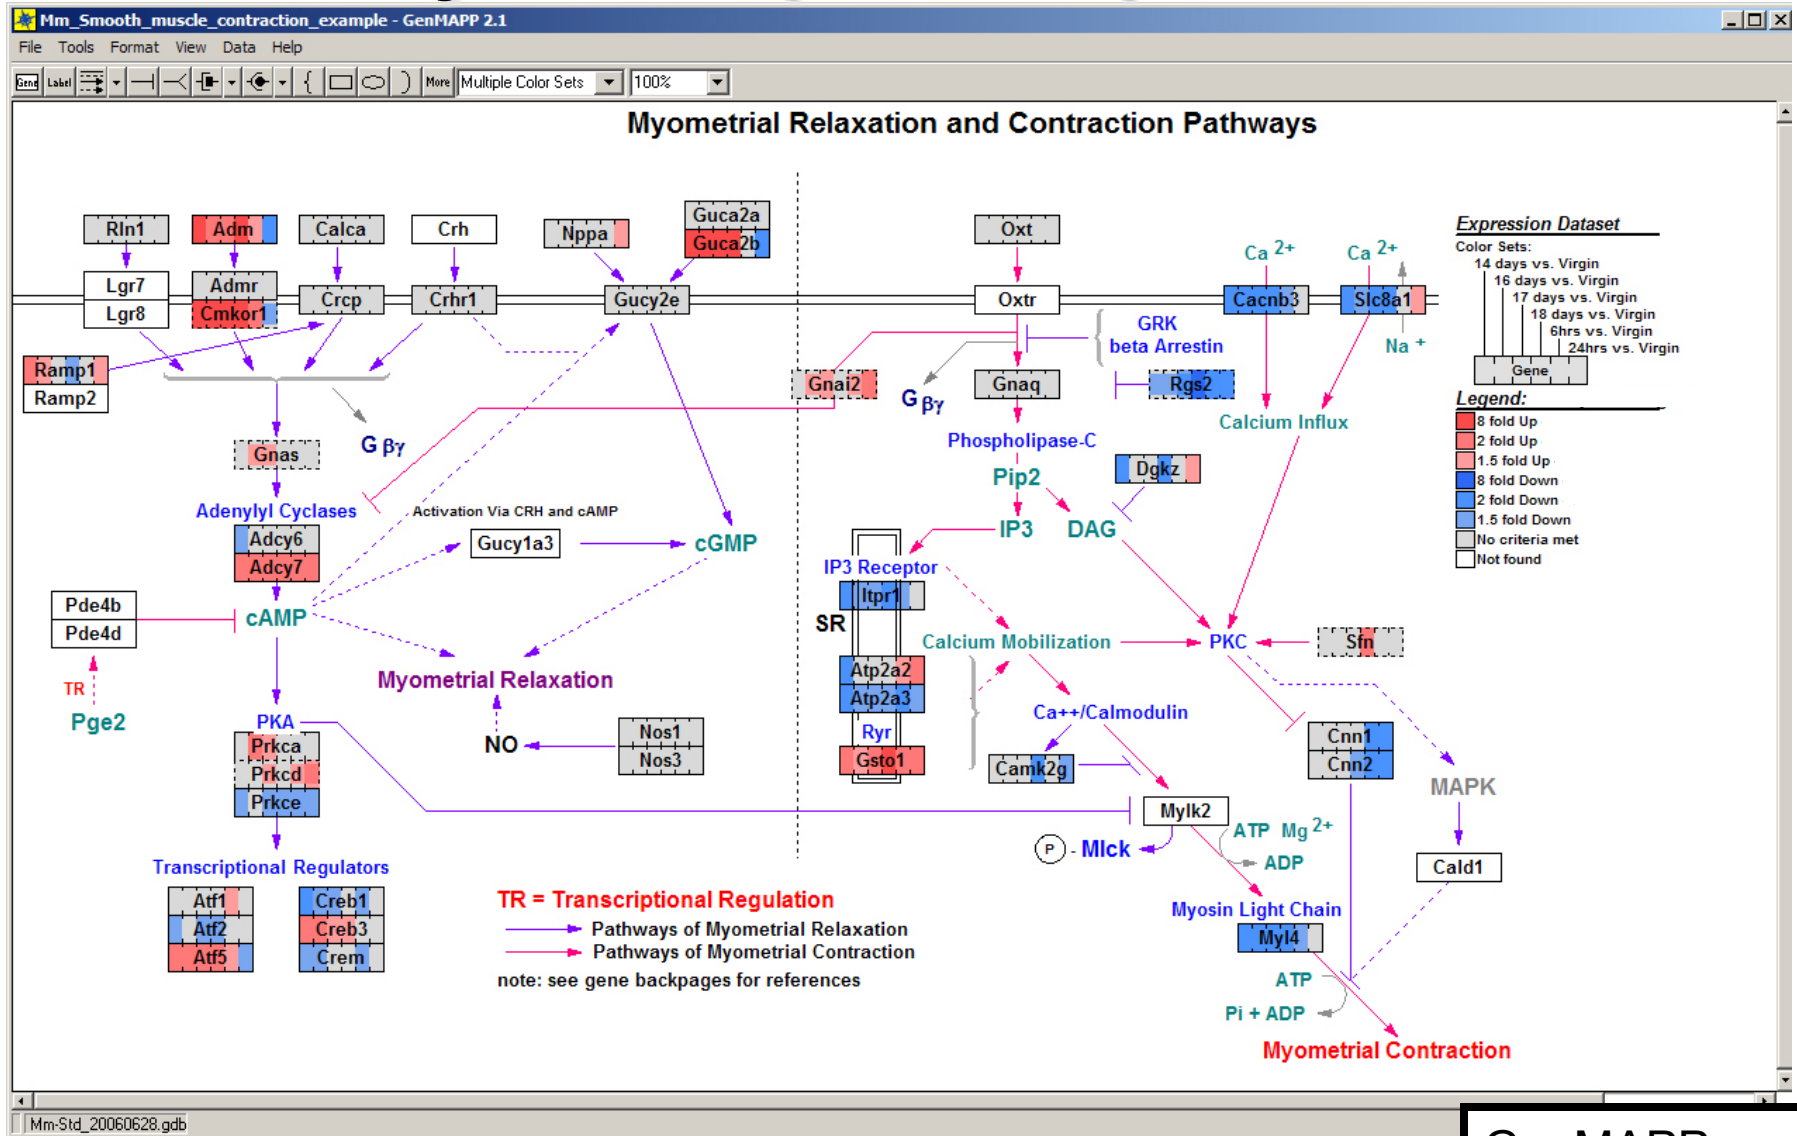 Mm_Smooth_muscle_contraction_example - GenMAPP 2.1
File Tools Format View Data Help
Gene Label More Multiple Color Sets 100%
Myometrial Relaxation and Contraction Pathways
Rln1 Adm Calca Crh Nppa Guca2a
Guca2b
Lgr7 Admr Crcp Crhr1 Gucy2e
Lgr8 Cmkor1
Ramp1
Ramp2
G βγ
Gnas
Adenylyl Cyclases
Adcy6
Adcy7
Activation Via CRH and cAMP
Gucy1a3
cGMP
Pde4b
Pde4d
cAMP
TR
Pge2
Myometrial Relaxation
PKA
Prkca
Prkcd
Prkce
NO
Nos1
Nos3
Transcriptional Regulators
Atf1 Creb1
Atf2 Creb3
Atf5 Crem
TR = Transcriptional Regulation
Pathways of Myometrial Relaxation
Pathways of Myometrial Contraction
note: see gene backpages for references
Oxt
Ca 2+ Ca 2+
Oxtr Cacnb3 Slc8a1
GRK
beta Arrestin
Na +
Gnai2 G βγ Gnaq Rgs2
Calcium Influx
Phospholipase-C
Pip2 Dgkz
IP3 DAG
IP3 Receptor
Itpr1
SR
Calcium Mobilization PKC Sfn
Atp2a2
Atp2a3
Ryr
Gsto1
Ca++/Calmodulin
Camk2g
Cnn1
Cnn2
MAPK
Mylk2
ATP Mg 2+
ADP
P - Mlck
Cald1
Myosin Light Chain
Myl4
ATP
Pi + ADP
Myometrial Contraction
Expression Dataset
Color Sets:
14 days vs. Virgin
16 days vs. Virgin
17 days vs. Virgin
18 days vs. Virgin
6hrs vs. Virgin
24hrs vs. Virgin
Gene
Legend:
8 fold Up
2 fold Up
1.5 fold Up
8 fold Down
2 fold Down
1.5 fold Down
No criteria met
Not found
Mm-Std_20060628.gdb